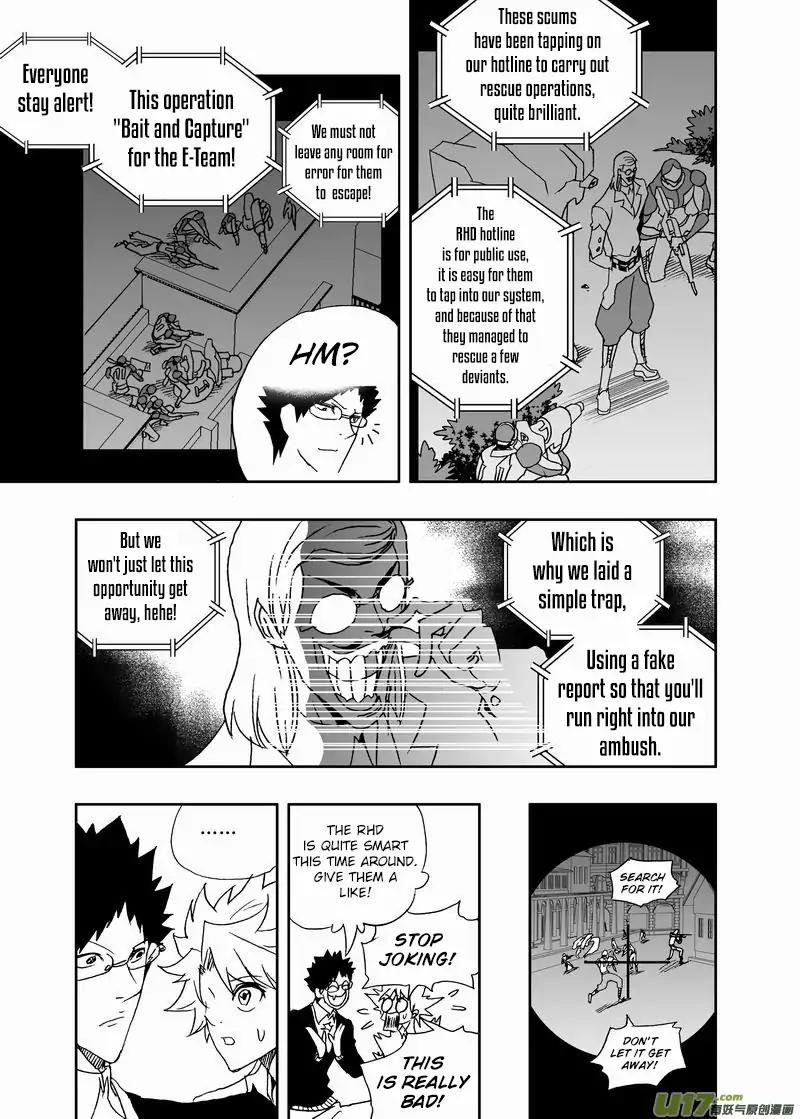 These scums
have been tapping on
our hotline to carry out
rescue operations,
quite brilliant.
The
RHD hotline
is for public use,
it is easy for them
to tap into our system,
and because of that
they managed to
rescue a few
deviants.
Everyone
stay alert!
This operation
"Bait and Capture"
for the E-Team!
We must not
leave any room for
error for them
to escape!
HM?
Which is
why we laid a
simple trap,
Using a fake
report so that you'll
run right into our
ambush.
But we
won't just let this
opportunity get
away, hehe!
SEARCH
FOR IT!
DON'T
LET IT GET
AWAY!
THE RHD
IS QUITE SMART
THIS TIME AROUND.
GIVE THEM A
LIKE!
STOP
JOKING!
THIS
IS REALLY
BAD!
......
U17.com
有妖气原创漫画